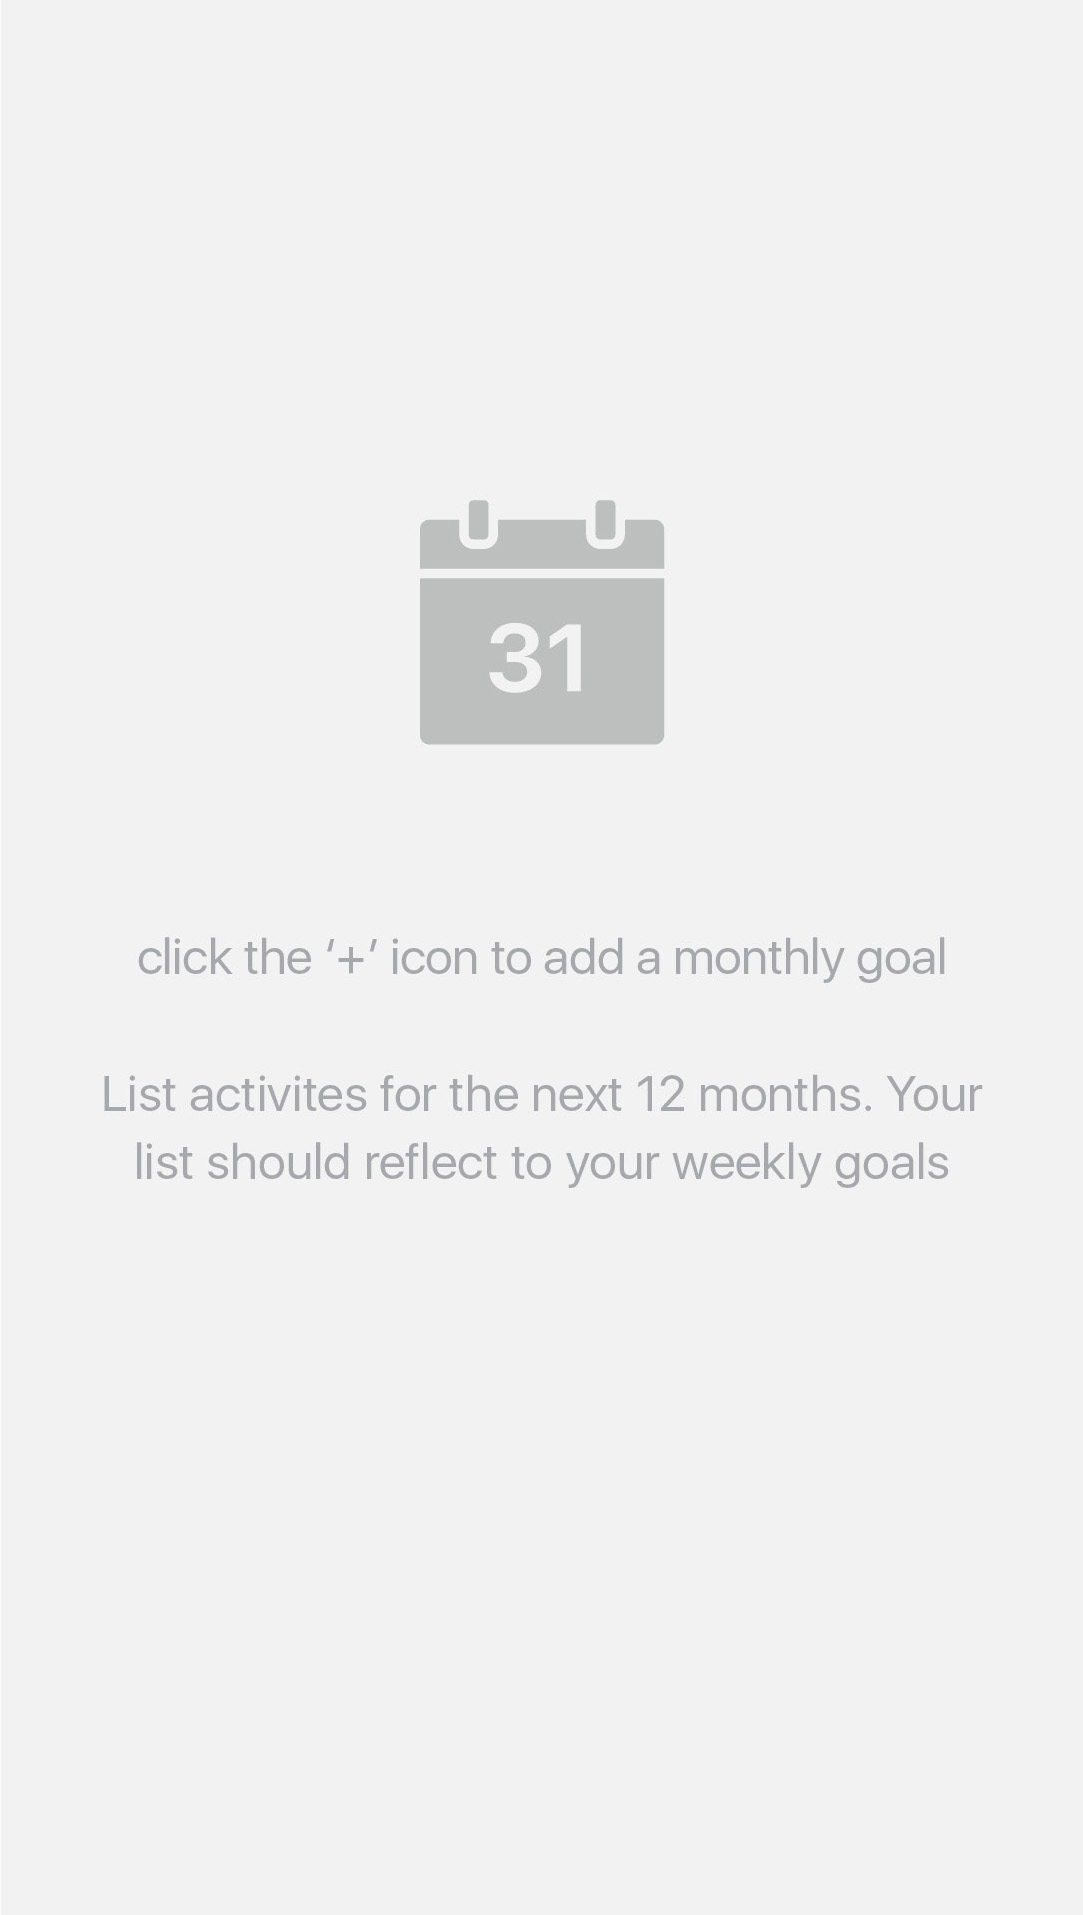 31
click the ‘+‘ icon to add a monthly goal
List activites for the next 12 months. Your
list should reflect to your weekly goals